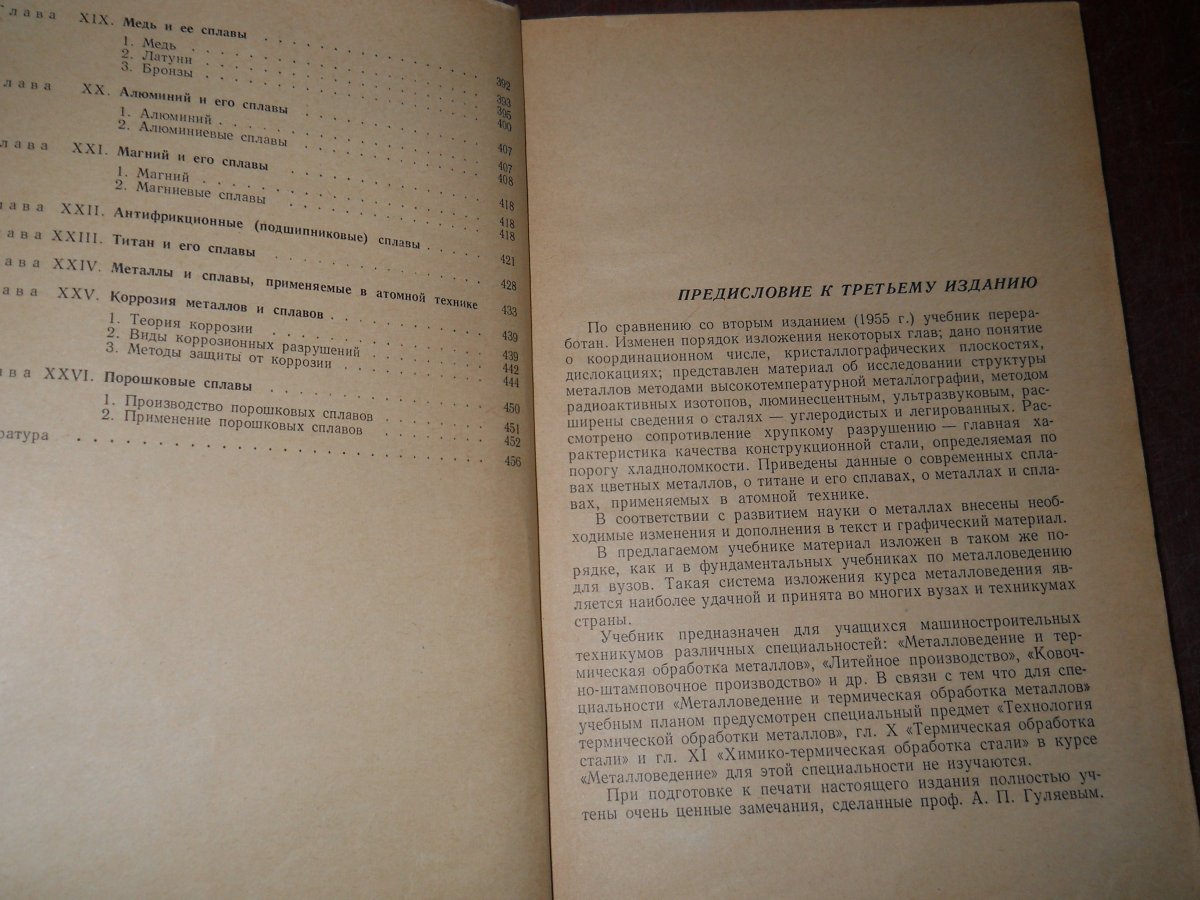 Глава XIX. Медь и ее сплавы . . . . . . . . . . 392
1. Медь . . . . . . . . . . 393
2. Латуни . . . . . . . . . . 395
3. Бронзы . . . . . . . . . . 400
лава XX. Алюминий и его сплавы . . . . . . . . . . 407
1. Алюминий . . . . . . . . . . 407
2. Алюминиевые сплавы . . . . . . . . . . 408
лава XXI. Магний и его сплавы . . . . . . . . . . 418
1. Магний . . . . . . . . . . 418
2. Магниевые сплавы . . . . . . . . . . 418
лава XXII. Антифрикционные (подшипниковые) сплавы . . . . 421
ава XXIII. Титан и его сплавы . . . . . . . . . . 428
ава XXIV. Металлы и сплавы, применяемые в атомной технике 433
ава XXV. Коррозия металлов и сплавов . . . . . . . . . . 439
1. Теория коррозии . . . . . . . . . . 439
2. Виды коррозионных разрушений . . . . . . . . . . 442
3. Методы защиты от коррозии . . . . . . . . . . 444
ва XXVI. Порошковые сплавы . . . . . . . . . . 450
1. Производство порошковых сплавов . . . . . . . . 451
2. Применение порошковых сплавов . . . . . . . . 452
ратура . . . . . . . . . . 456
ПРЕДИСЛОВИЕ К ТРЕТЬЕМУ ИЗДАНИЮ
По сравнению со вторым изданием (1955 г.) учебник перера-
ботан. Изменен порядок изложения некоторых глав; дано понятие
о координационном числе, кристаллографических плоскостях,
дислокациях; представлен материал об исследовании структуры
металлов методами высокотемпературной металлографии, методом
радиоактивных изотопов, люминесцентным, ультразвуковым, рас-
ширены сведения о сталях — углеродистых и легированных. Рас-
смотрено сопротивление хрупкому разрушению — главная ха-
рактеристика качества конструкционной стали, определяемая по
порогу хладноломкости. Приведены данные о современных спла-
вах цветных металлов, о титане и его сплавах, о металлах и спла-
вах, применяемых в атомной технике.
В соответствии с развитием науки о металлах внесены необ-
ходимые изменения и дополнения в текст и графический материал.
В предлагаемом учебнике материал изложен в таком же по-
рядке, как и в фундаментальных учебниках по металловедению
для вузов. Такая система изложения курса металловедения яв-
ляется наиболее удачной и принята во многих вузах и техникумах
страны.
Учебник предназначен для учащихся машиностроительных
техникумов различных специальностей: «Металловедение и тер-
мическая обработка металлов», «Литейное производство», «Ковоч-
но-штамповочное производство» и др. В связи с тем что для спе-
циальности «Металловедение и термическая обработка металлов»
учебным планом предусмотрен специальный предмет «Технология
термической обработки металлов», гл. X «Термическая обработка
стали» и гл. XI «Химико-термическая обработка стали» в курсе
«Металловедение» для этой специальности не изучаются.
При подготовке к печати настоящего издания полностью уч-
тены очень ценные замечания, сделанные проф. А. П. Гуляевым.